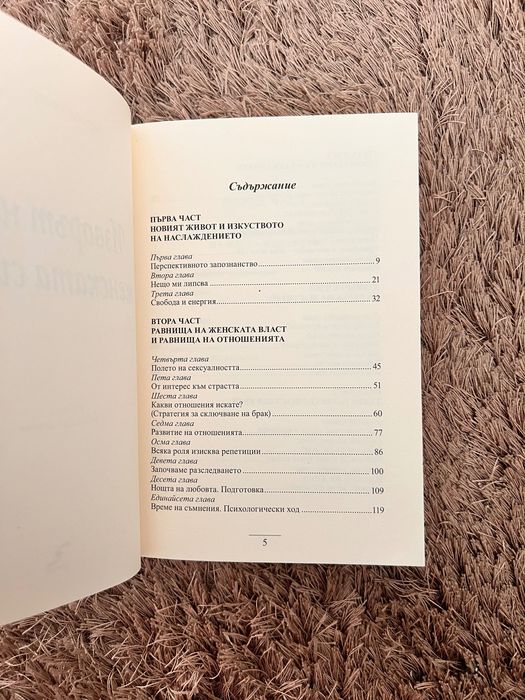 Съдържание
ПЪРВА ЧАСТ
НОВИЯТ ЖИВОТ И ИЗКУСТВОТО
НА НАСЛАЖДЕНИЕТО
Първа глава
Перспективното запознанство 9
Втора глава
Нещо ми липсва 21
Трета глава
Свобода и енергия 32
ВТОРА ЧАСТ
РАВНИЩА НА ЖЕНСКАТА ВЛАСТ
И РАВНИЩА НА ОТНОШЕНИЯТА
Четвърта глава
Полето на сексуалността 45
Пета глава
От интерес към страстта 51
Шеста глава
Какви отношения искате?
(Стратегия за сключване на брак) 60
Седма глава
Развитие на отношенията 77
Осма глава
Всяка роля изисква репетиции 86
Девета глава
Започваме разследването 100
Десета глава
Нощта на любовта. Подготовка 109
Единайсета глава
Време на съмнения. Психологически ход 119
5